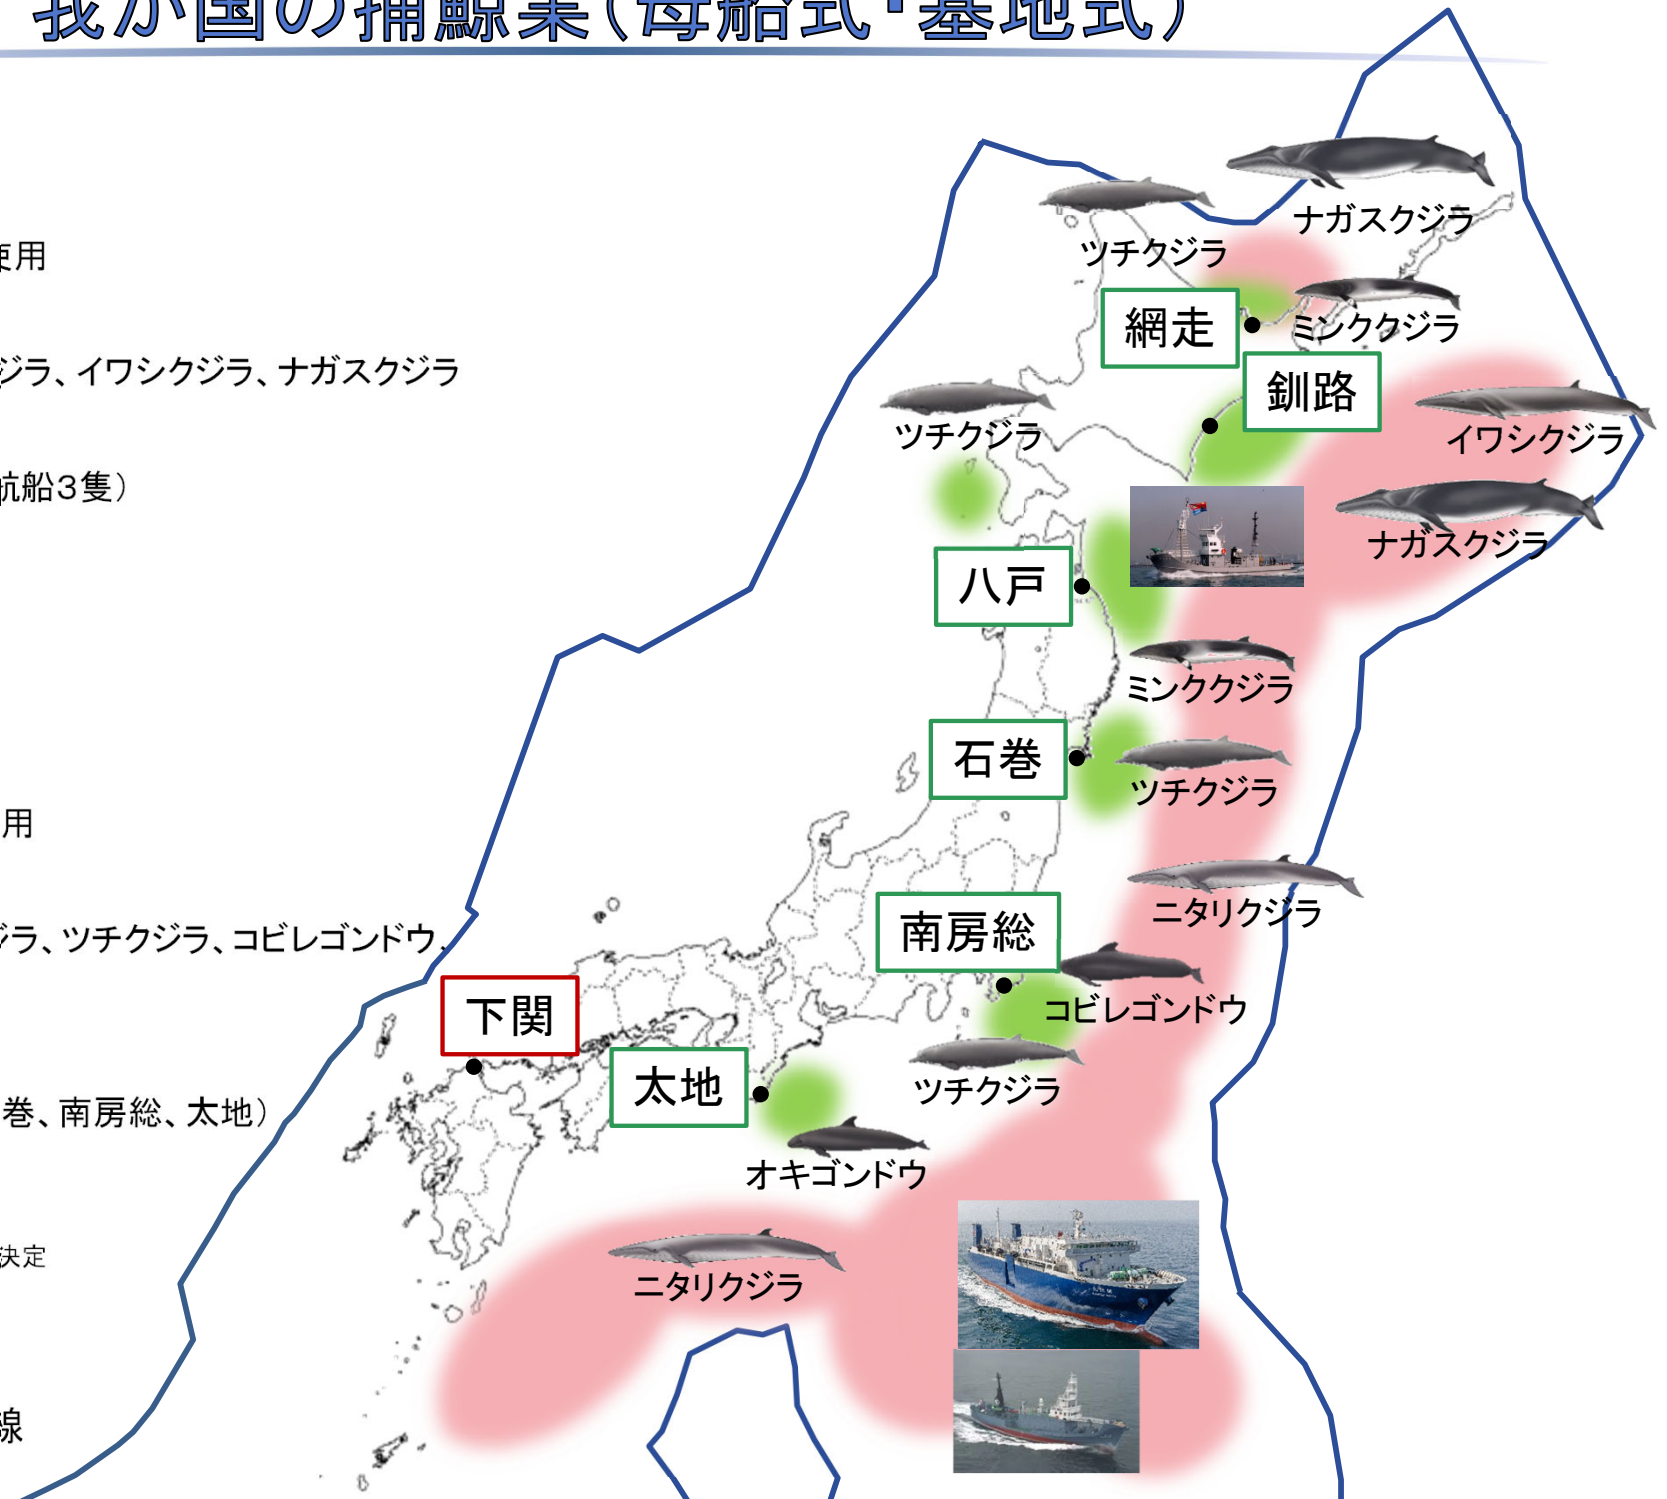 我が国の捕鯨業(母船式・基地式)
使用
ジラ、イワシクジラ、ナガスクジラ
航船3隻)
用
ジラ、ツチクジラ、コビレゴンドウ、
巻、南房総、太地)
決定
線
ナガスクジラ
ツチクジラ
網走
ミンククジラ
釧路
ツチクジラ
イワシクジラ
ナガスクジラ
八戸
ミンククジラ
石巻
ツチクジラ
ニタリクジラ
南房総
コビレゴンドウ
下関
太地
ツチクジラ
オキゴンドウ
ニタリクジラ